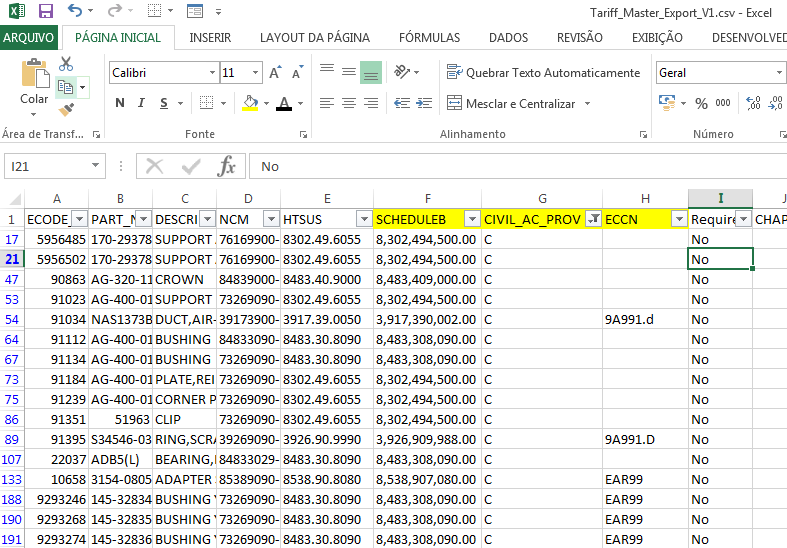 Tariff_Master_Export_V1.csv - Excel
ARQUIVO PÁGINA INICIAL INSERIR LAYOUT DA PÁGINA FÓRMULAS DADOS REVISÃO EXIBIÇÃO DESENVOLVED
Colar Calibri 11 Quebrar Texto Automaticamente Geral
N I S A Mesclar e Centralizar % 000
Área de Transf... Fonte Alinhamento Número
I21 fx No
A B C D E F G H I J
1 ECODE_ PART_N DESCRI NCM HTSUS SCHEDULEB CIVIL_AC_PROV ECCN Require CHAP
17 5956485 170-29378 SUPPORT 76169900- 8302.49.6055 8,302,494,500.00 C No
21 5956502 170-29378 SUPPORT 76169900- 8302.49.6055 8,302,494,500.00 C No
47 90863 AG-320-11 CROWN 84839000- 8483.40.9000 8,483,409,000.00 C No
53 91023 AG-400-01 SUPPORT 73269090- 8302.49.6055 8,302,494,500.00 C No
54 91034 NAS1373B DUCT,AIR- 39173900- 3917.39.0050 3,917,390,002.00 C 9A991.d No
64 91112 AG-400-01 BUSHING 84833090- 8483.30.8090 8,483,308,090.00 C No
67 91134 AG-400-01 BUSHING 73269090- 8483.30.8090 8,483,308,090.00 C No
73 91184 AG-400-01 PLATE,REI 73269090- 8302.49.6055 8,302,494,500.00 C No
75 91239 AG-400-01 CORNER P 73269090- 8302.49.6055 8,302,494,500.00 C No
86 91351 51963 CLIP 73269090- 8302.49.6055 8,302,494,500.00 C No
89 91395 S34546-03 RING,SCRA 39269090- 3926.90.9990 3,926,909,988.00 C 9A991.D No
107 22037 ADB5(L) BEARING, 84833029- 8483.30.8090 8,483,308,090.00 C No
133 10658 3154-0805 ADAPTER 85389090- 8538.90.8080 8,538,907,080.00 C EAR99 No
188 9293246 145-32834 BUSHING 73269090- 8483.30.8090 8,483,308,090.00 C EAR99 No
190 9293268 145-32835 BUSHING 73269090- 8483.30.8090 8,483,308,090.00 C EAR99 No
191 9293274 145-32836 BUSHING 73269090- 8483.30.8090 8,483,308,090.00 C EAR99 No